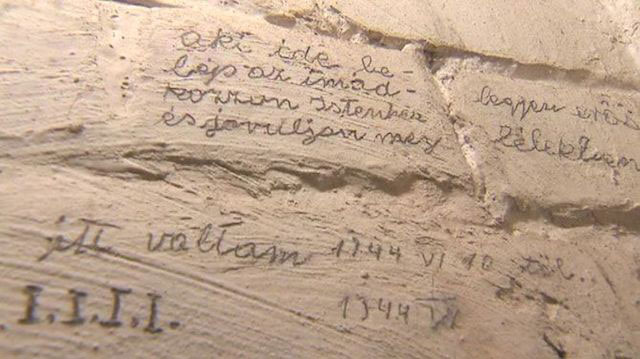 aki ide be-
lép az imád-
kozzon Istenhez
és javuljon meg
legyen erős
lélekben
itt voltam 1944 VI 10 től.
1944
I.I.I.I.